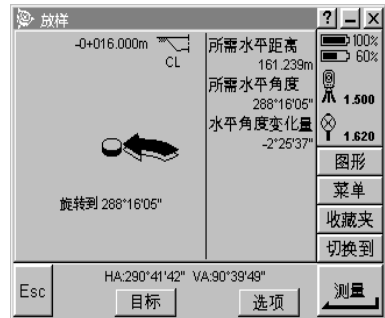 放样
? _ X
-0+016.000m
CL
所需水平距离
161.239m
所需水平角度
288°16'05"
水平角度变化量
-2°25'37"
旋转到 288°16'05"
100%
60%
1.500
1.620
图形
菜单
收藏夹
切换到
Esc
HA:290°41'42" VA:90°39'49"
目标
选项
测量